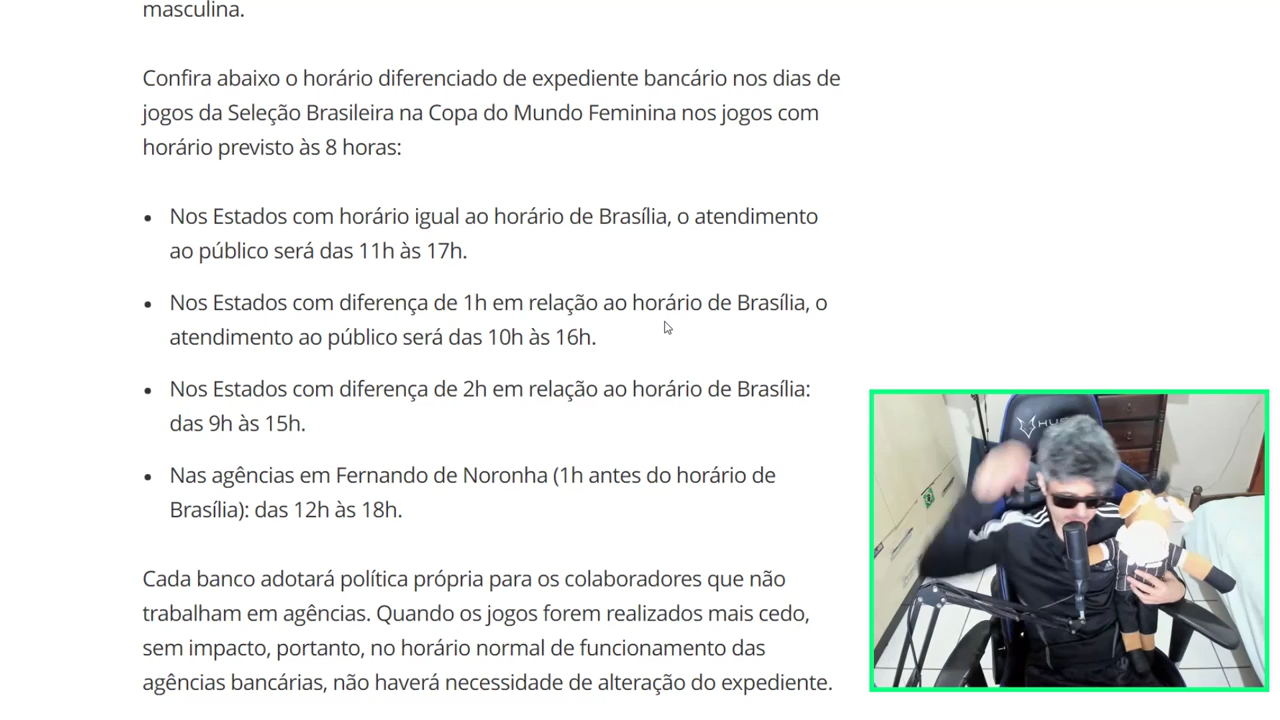 masculina.
Confira abaixo o horário diferenciado de expediente bancário nos dias de
jogos da Seleção Brasileira na Copa do Mundo Feminina nos jogos com
horário previsto às 8 horas:
• Nos Estados com horário igual ao horário de Brasília, o atendimento
ao público será das 11h às 17h.
• Nos Estados com diferença de 1h em relação ao horário de Brasília, o
atendimento ao público será das 10h às 16h.
• Nos Estados com diferença de 2h em relação ao horário de Brasília:
das 9h às 15h.
• Nas agências em Fernando de Noronha (1h antes do horário de
Brasília): das 12h às 18h.
Cada banco adotará política própria para os colaboradores que não
trabalham em agências. Quando os jogos forem realizados mais cedo,
sem impacto, portanto, no horário normal de funcionamento das
agências bancárias, não haverá necessidade de alteração do expediente.